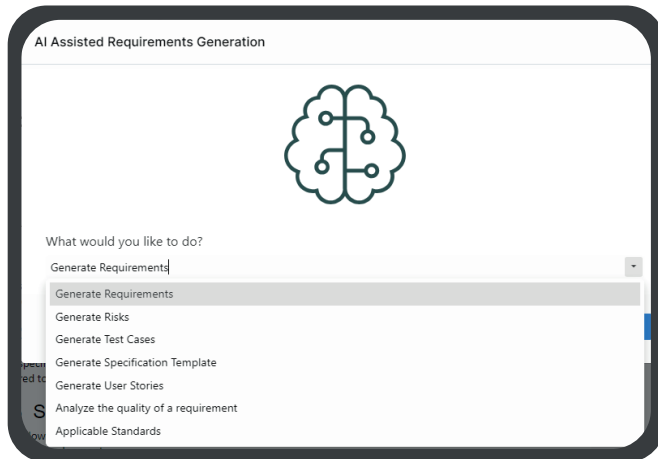 AI Assisted Requirements Generation
What would you like to do?
Generate Requirements
Generate Requirements
Generate Risks
Generate Test Cases
Generate Specification Template
Generate User Stories
Analyze the quality of a requirement
Applicable Standards